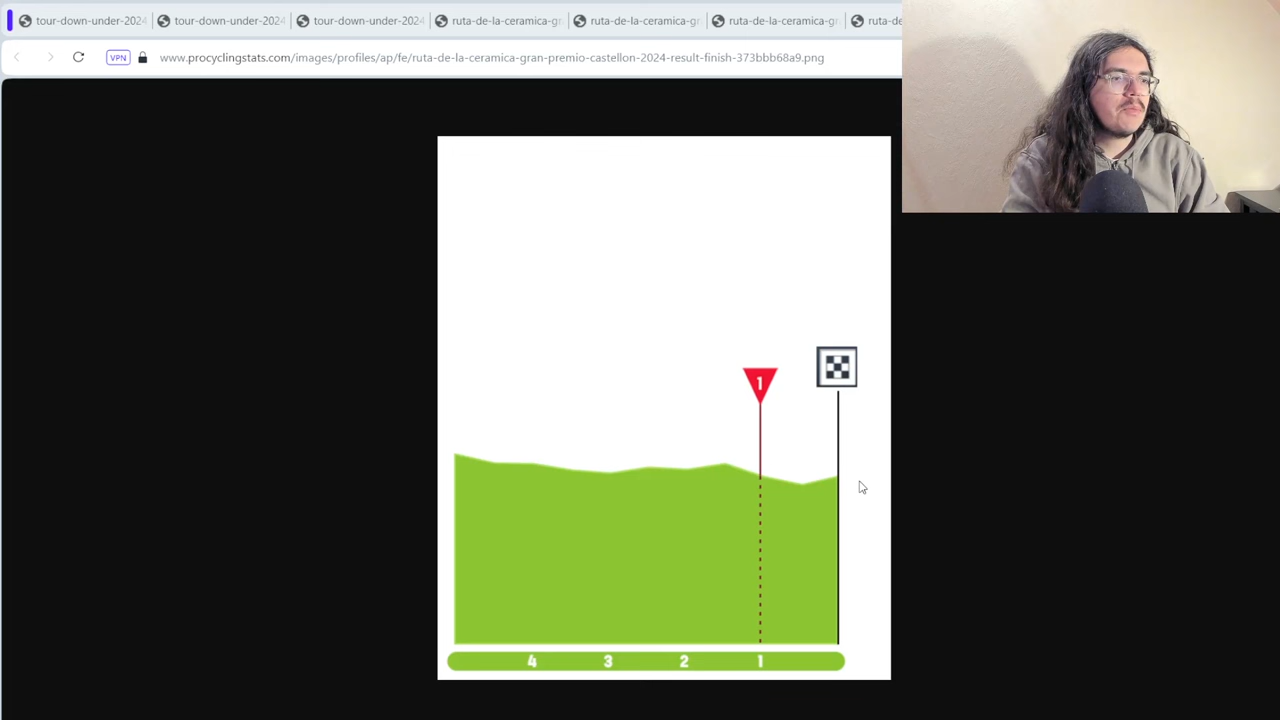 tour-down-under-2024
tour-down-under-2024
tour-down-under-2024
ruta-de-la-ceramica-gr
ruta-de-la-ceramica-gr
ruta-de-la-ceramica-gr
ruta-de
VPN
www.procyclingstats.com/images/profiles/ap/fe/ruta-de-la-ceramica-gran-premio-castellon-2024-result-finish-373bbb68a9.png
1
4 3 2 1